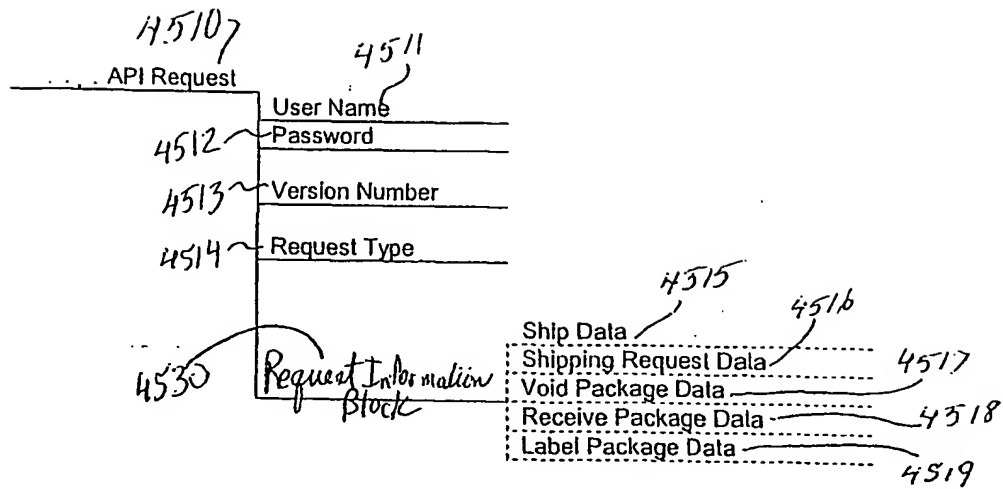 45107
4511
API Request
User Name
4512 Password
4513 Version Number
4514 Request Type
4515
4516
Ship Data
Shipping Request Data
4517
4530 Request Information Block
Void Package Data
Receive Package Data 4518
Label Package Data
4519